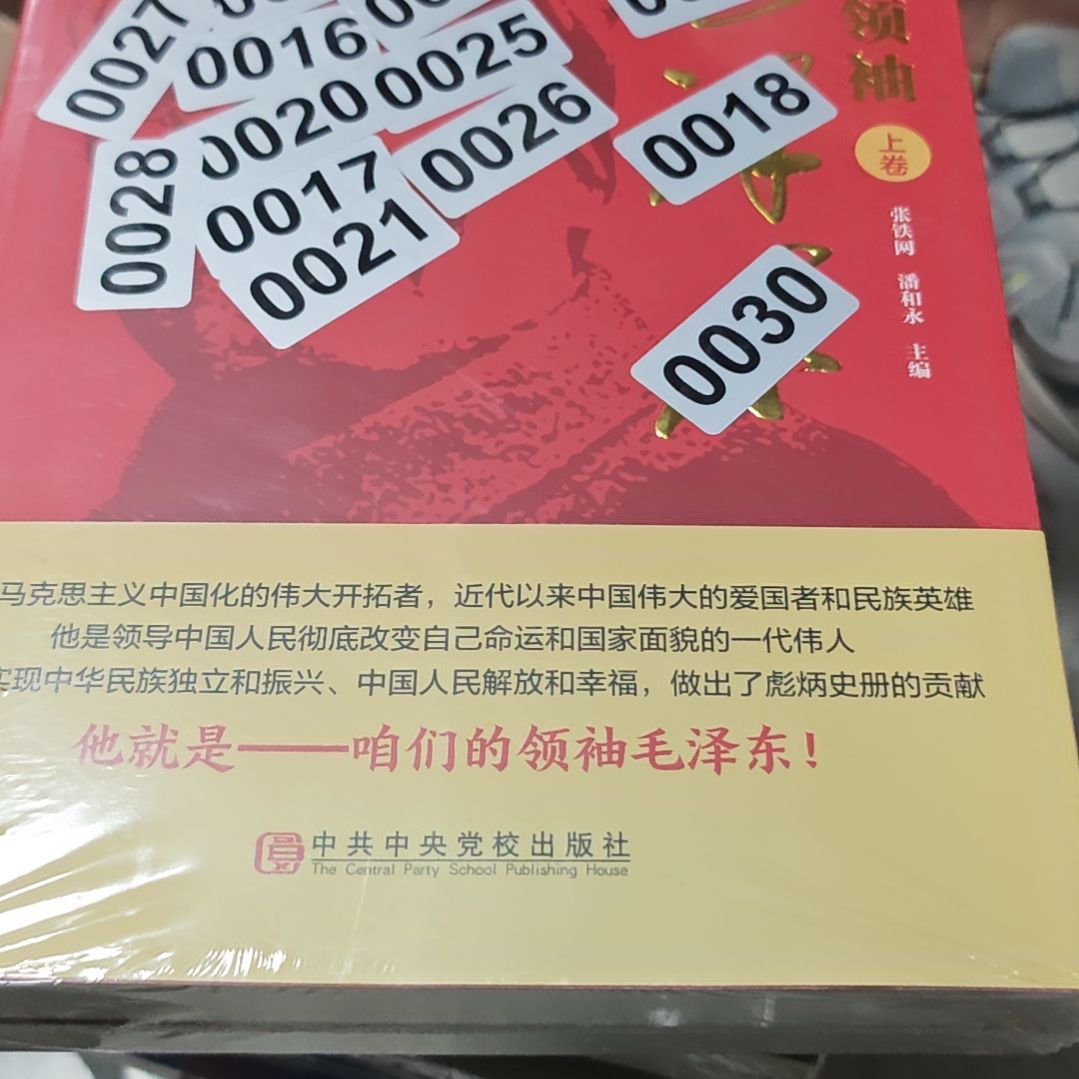 0027
0016
0025
0020
0026
0018
0028
0017
0021
0030
领袖
上卷
张铁网 潘和永 主编
马克思主义中国化的伟大开拓者，近代以来中国伟大的爱国者和民族英雄
他是领导中国人民彻底改变自己命运和国家面貌的一代伟人
实现中华民族独立和振兴、中国人民解放和幸福，做出了彪炳史册的贡献
他就是——咱们的领袖毛泽东！
中共中央党校出版社
The Central Party School Publishing House